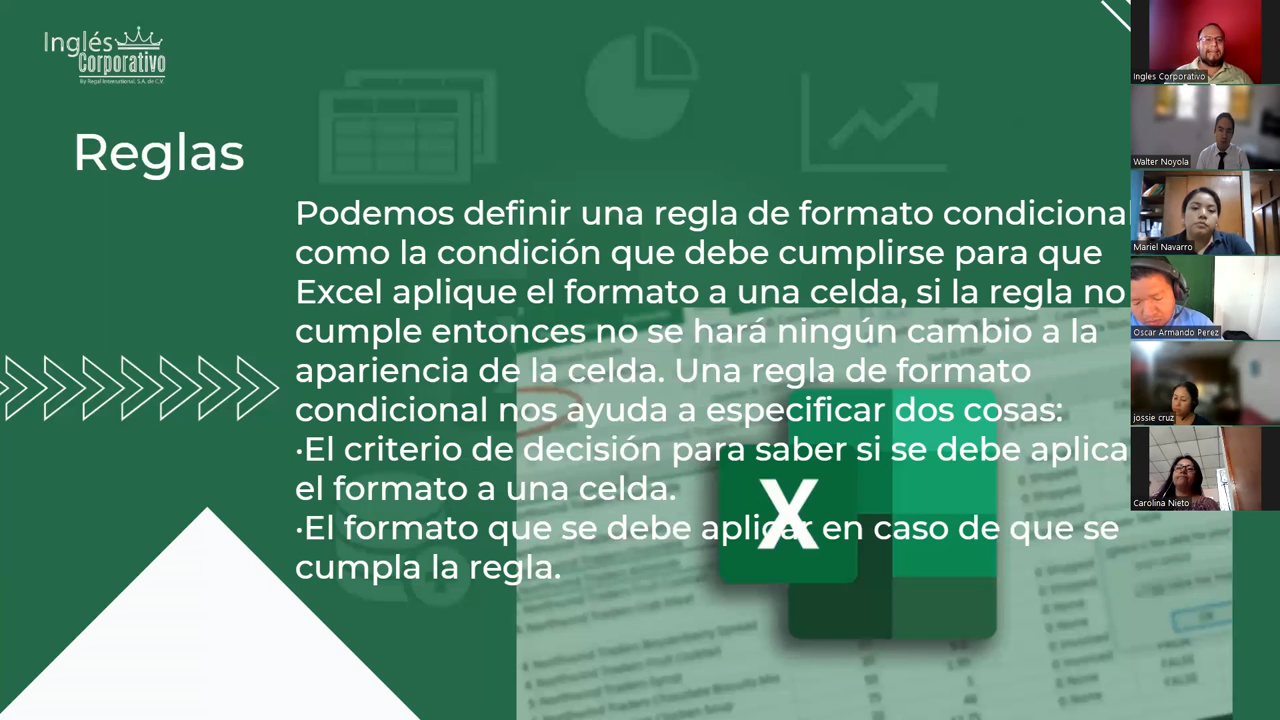 Inglés
Corporativo
By Regal International, S.A. de C.V.
Reglas
Podemos definir una regla de formato condicional
como la condición que debe cumplirse para que
Excel aplique el formato a una celda, si la regla no
cumple entonces no se hará ningún cambio a la
apariencia de la celda. Una regla de formato
condicional nos ayuda a especificar dos cosas:
·El criterio de decisión para saber si se debe aplica
el formato a una celda.
·El formato que se debe aplicar en caso de que se
cumpla la regla.
X
Ingles Corporativo
Walter Noyola
Mariel Navarro
Oscar Armando Perez
jossie cruz
Carolina Nieto